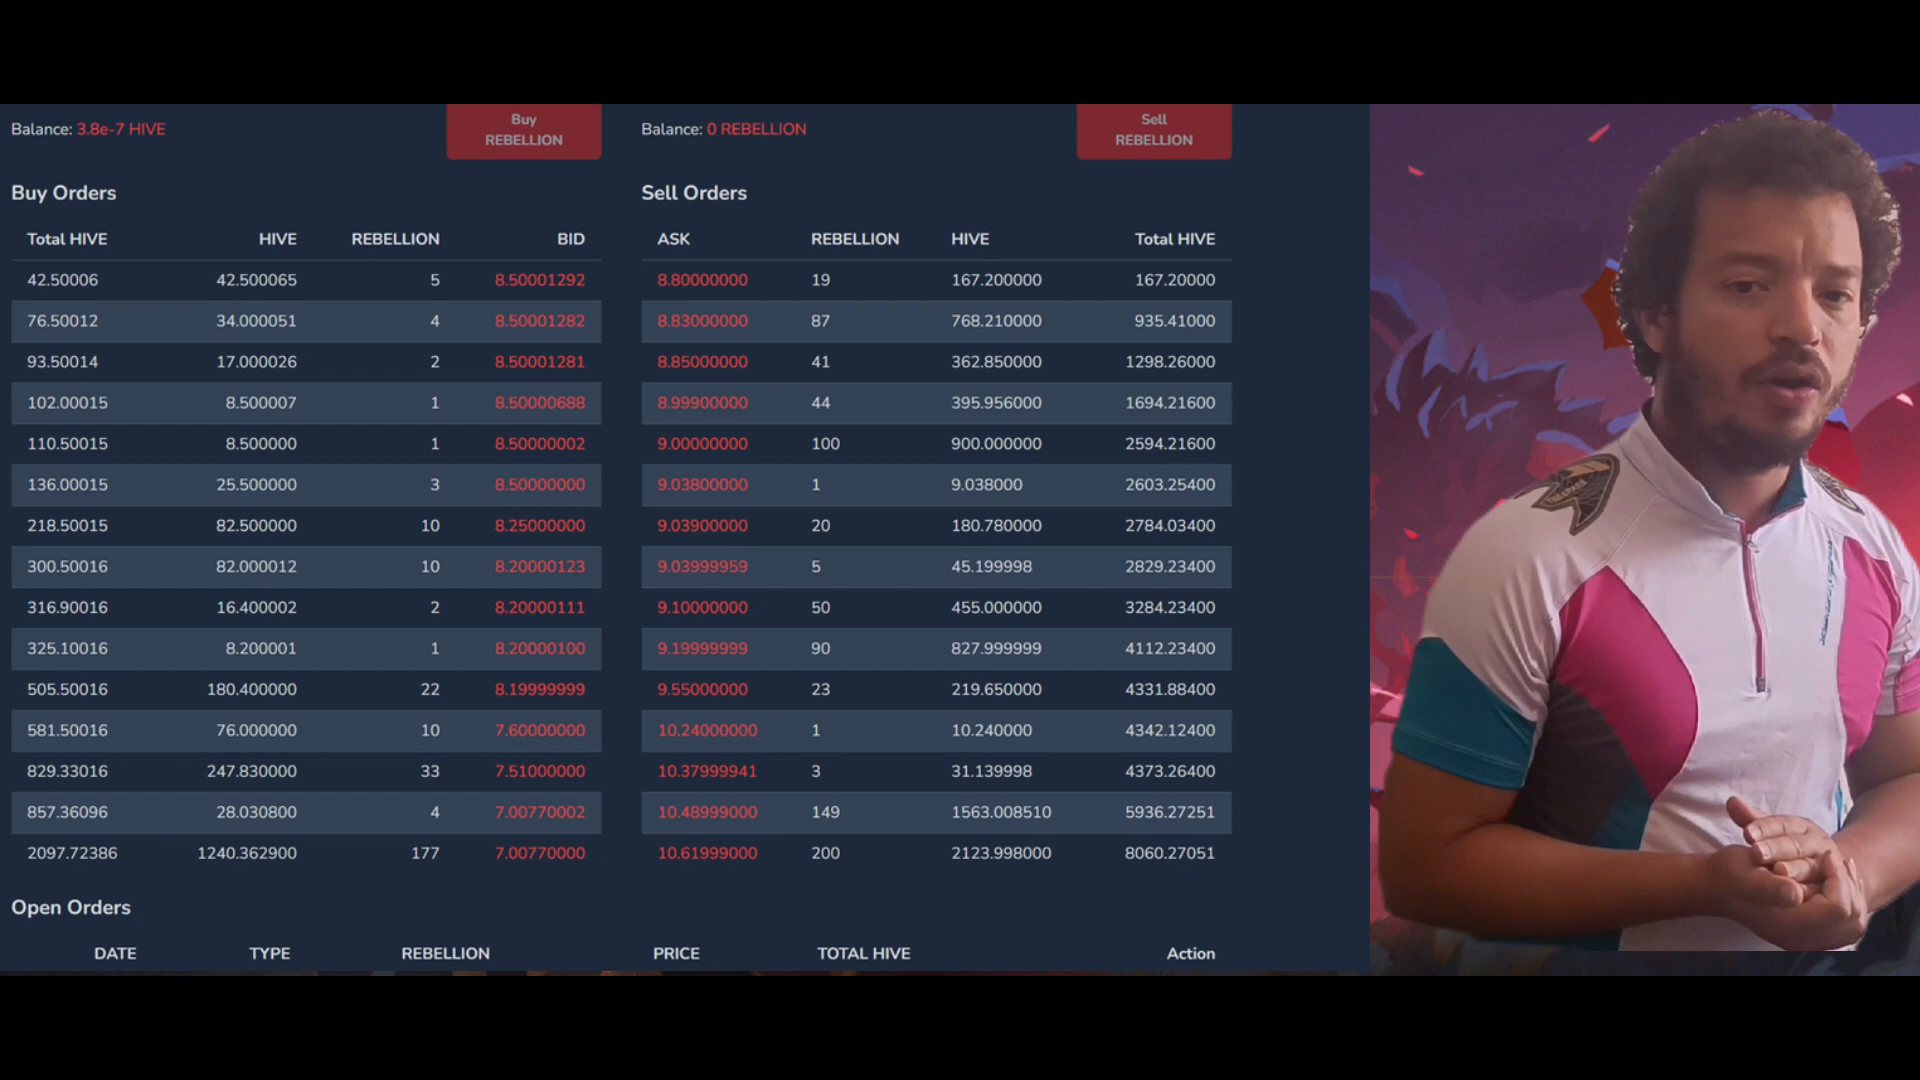 Balance: 3.8e-7 HIVE
Buy
REBELLION
Balance: 0 REBELLION
Sell
REBELLION
Buy Orders
Total HIVE HIVE REBELLION BID
42.50006 42.500065 5 8.50001292
76.50012 34.000051 4 8.50001282
93.50014 17.000026 2 8.50001281
102.00015 8.500007 1 8.50000688
110.50015 8.500000 1 8.50000002
136.00015 25.500000 3 8.50000000
218.50015 82.500000 10 8.25000000
300.50016 82.000012 10 8.20000123
316.90016 16.400002 2 8.20000111
325.10016 8.200001 1 8.20000100
505.50016 180.400000 22 8.19999999
581.50016 76.000000 10 7.60000000
829.33016 247.830000 33 7.51000000
857.36096 28.030800 4 7.00770002
2097.72386 1240.362900 177 7.00770000
Sell Orders
ASK REBELLION HIVE Total HIVE
8.80000000 19 167.200000 167.20000
8.83000000 87 768.210000 935.41000
8.85000000 41 362.850000 1298.26000
8.99900000 44 395.956000 1694.21600
9.00000000 100 900.000000 2594.21600
9.03800000 1 9.038000 2603.25400
9.03900000 20 180.780000 2784.03400
9.03999959 5 45.199998 2829.23400
9.10000000 50 455.000000 3284.23400
9.19999999 90 827.999999 4112.23400
9.55000000 23 219.650000 4331.88400
10.24000000 1 10.240000 4342.12400
10.37999941 3 31.139998 4373.26400
10.48999000 149 1563.008510 5936.27251
10.61999000 200 2123.998000 8060.27051
Open Orders
DATE TYPE REBELLION PRICE TOTAL HIVE Action